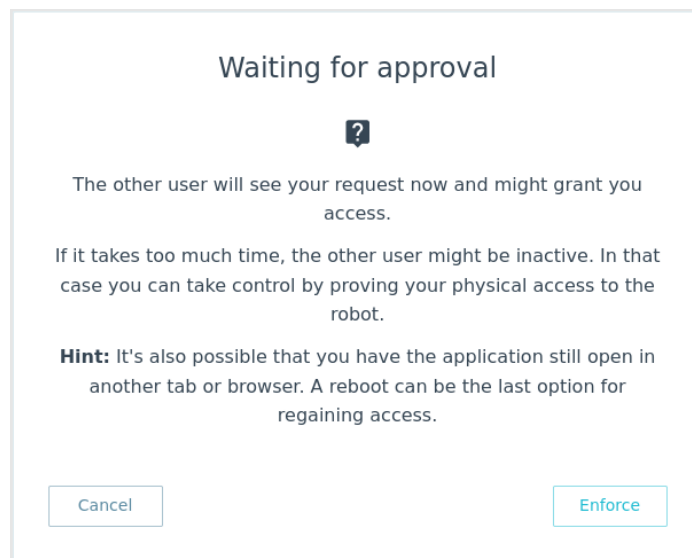 Waiting for approval
?
The other user will see your request now and might grant you
access.
If it takes too much time, the other user might be inactive. In that
case you can take control by proving your physical access to the
robot.
Hint: It's also possible that you have the application still open in
another tab or browser. A reboot can be the last option for
regaining access.
Cancel
Enforce